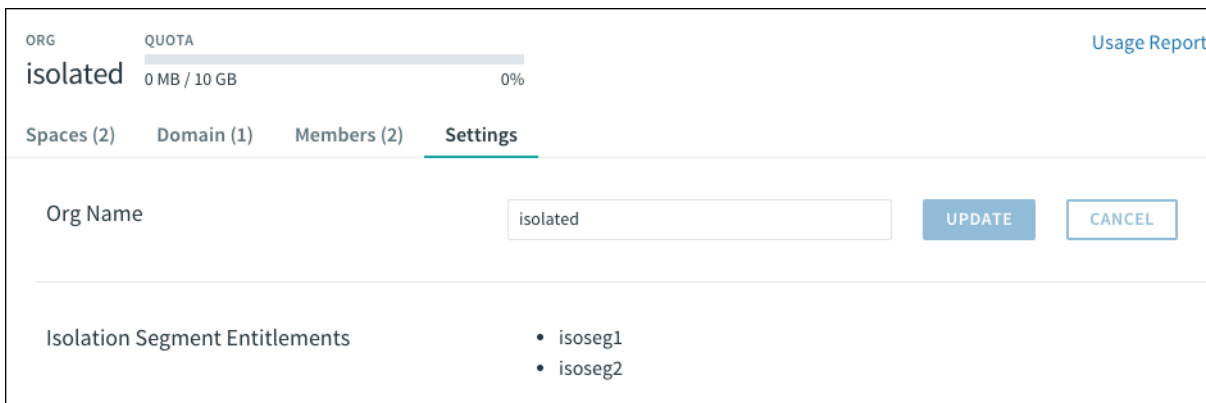 ORG QUOTA Usage Report
isolated 0 MB / 10 GB 0%
Spaces (2) Domain (1) Members (2) Settings
Org Name isolated UPDATE CANCEL
Isolation Segment Entitlements • isoseg1
• isoseg2